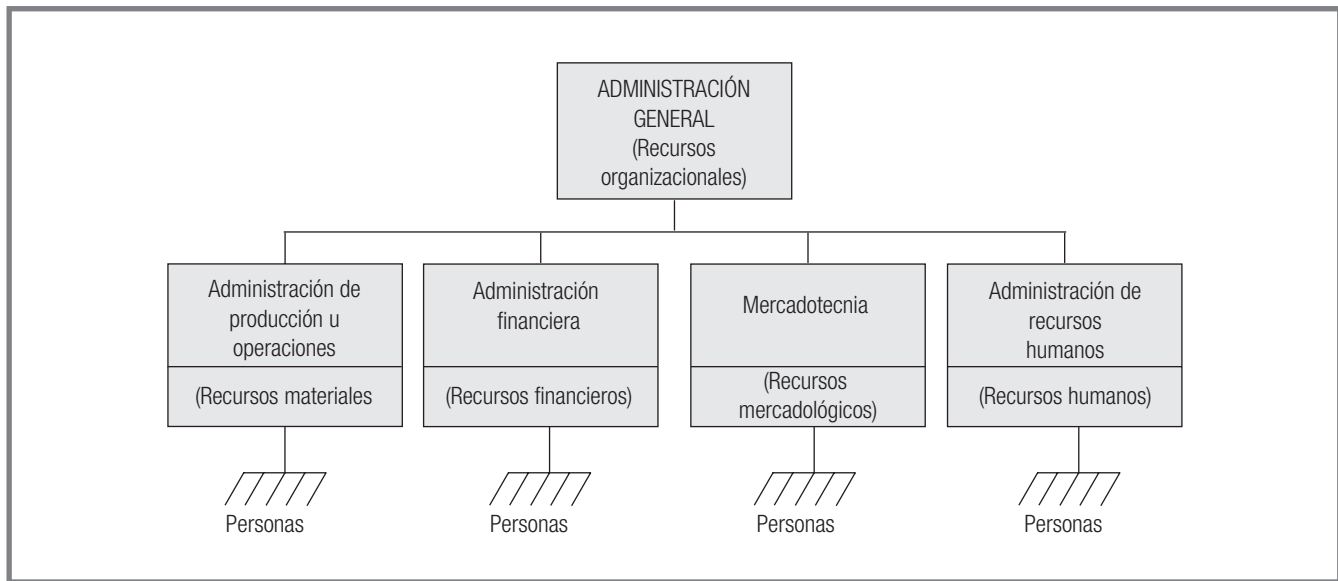 ADMINISTRACIÓN
GENERAL
(Recursos
organizacionales)
Administración de
producción u
operaciones
(Recursos materiales
Administración
financiera
(Recursos financieros)
Mercadotecnia
(Recursos
mercadológicos)
Administración de
recursos
humanos
(Recursos humanos)
Personas
Personas
Personas
Personas